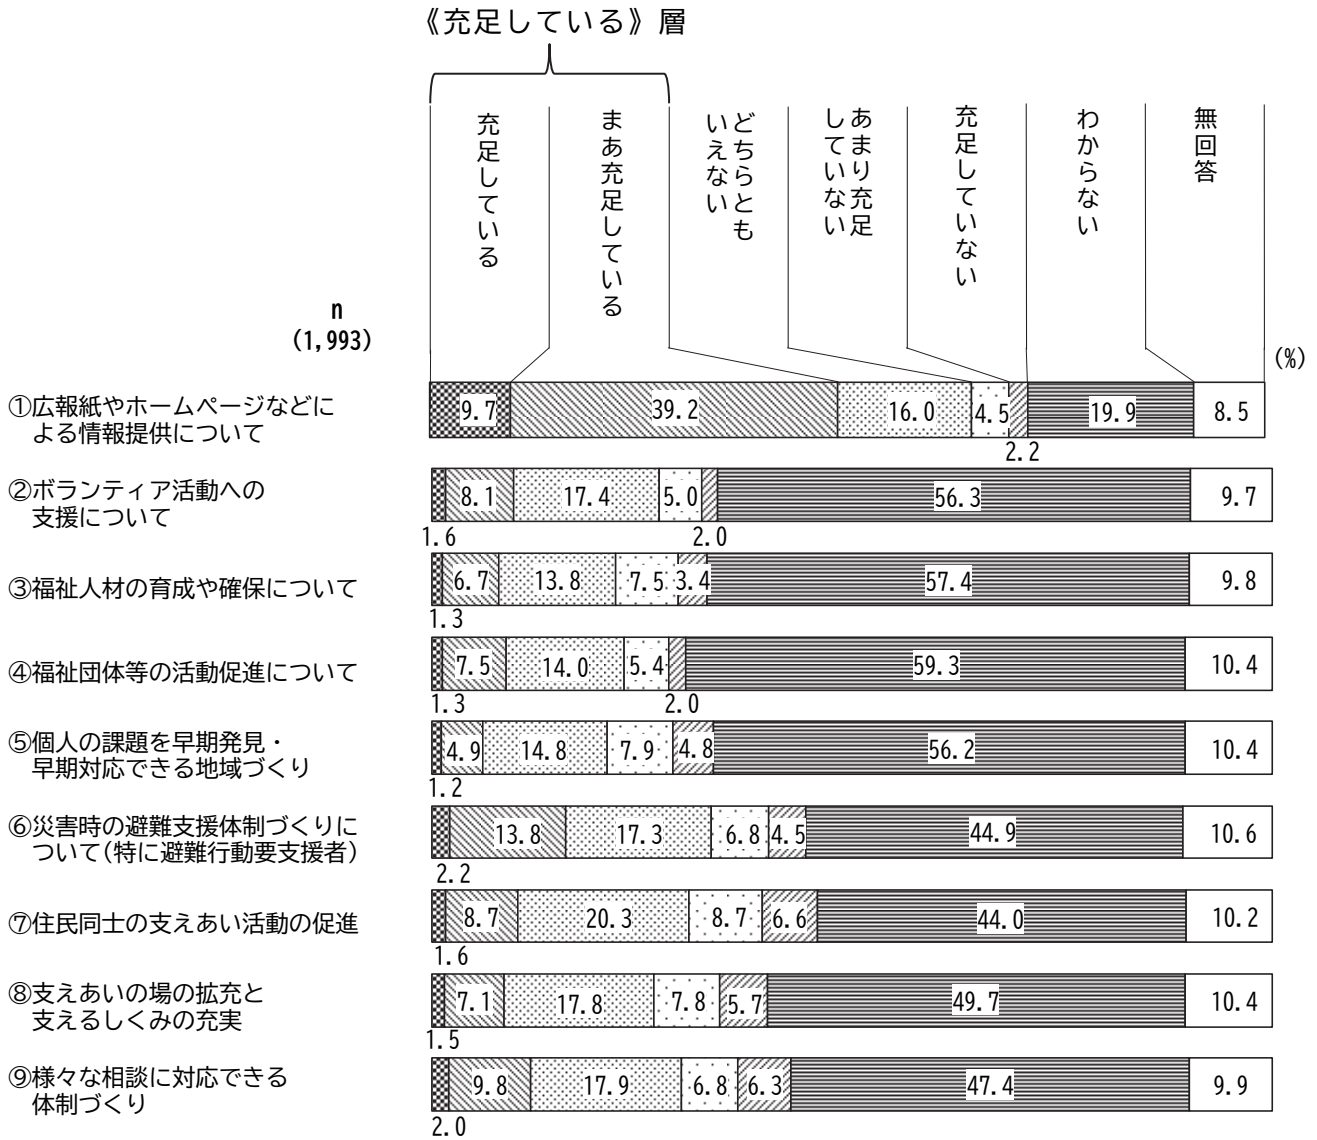 《充足している》層
充足している
まあ充足している
どちらとも
いえない
あまり充足
していない
充足していない
わからない
無回答
n
(1,993)
(%)
①広報紙やホームページなどに
よる情報提供について
9.7 39.2 16.0 4.5 19.9 8.5
2.2
②ボランティア活動への
支援について
8.1 17.4 5.0 56.3 9.7
1.6 2.0
③福祉人材の育成や確保について
6.7 13.8 7.5 3.4 57.4 9.8
1.3
④福祉団体等の活動促進について
7.5 14.0 5.4 59.3 10.4
1.3 2.0
⑤個人の課題を早期発見・
早期対応できる地域づくり
4.9 14.8 7.9 4.8 56.2 10.4
1.2
⑥災害時の避難支援体制づくりに
ついて(特に避難行動要支援者)
13.8 17.3 6.8 4.5 44.9 10.6
2.2
⑦住民同士の支えあい活動の促進
8.7 20.3 8.7 6.6 44.0 10.2
1.6
⑧支えあいの場の拡充と
支えるしくみの充実
7.1 17.8 7.8 5.7 49.7 10.4
1.5
⑨様々な相談に対応できる
体制づくり
9.8 17.9 6.8 6.3 47.4 9.9
2.0